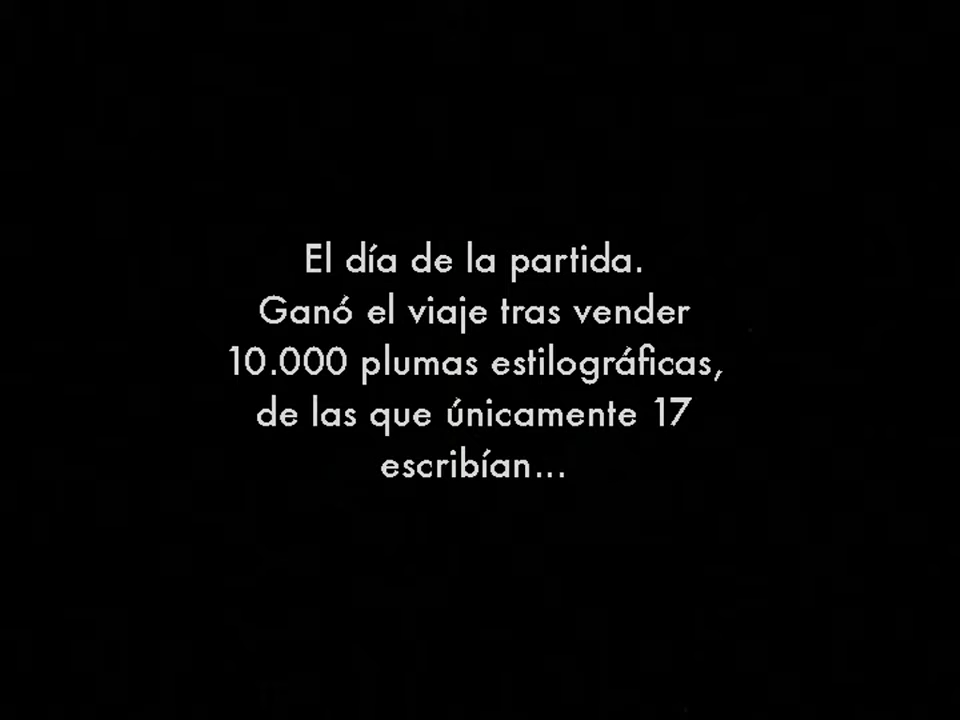 El día de la partida.
Ganó el viaje tras vender
10.000 plumas estilográficas,
de las que únicamente 17
escribían...